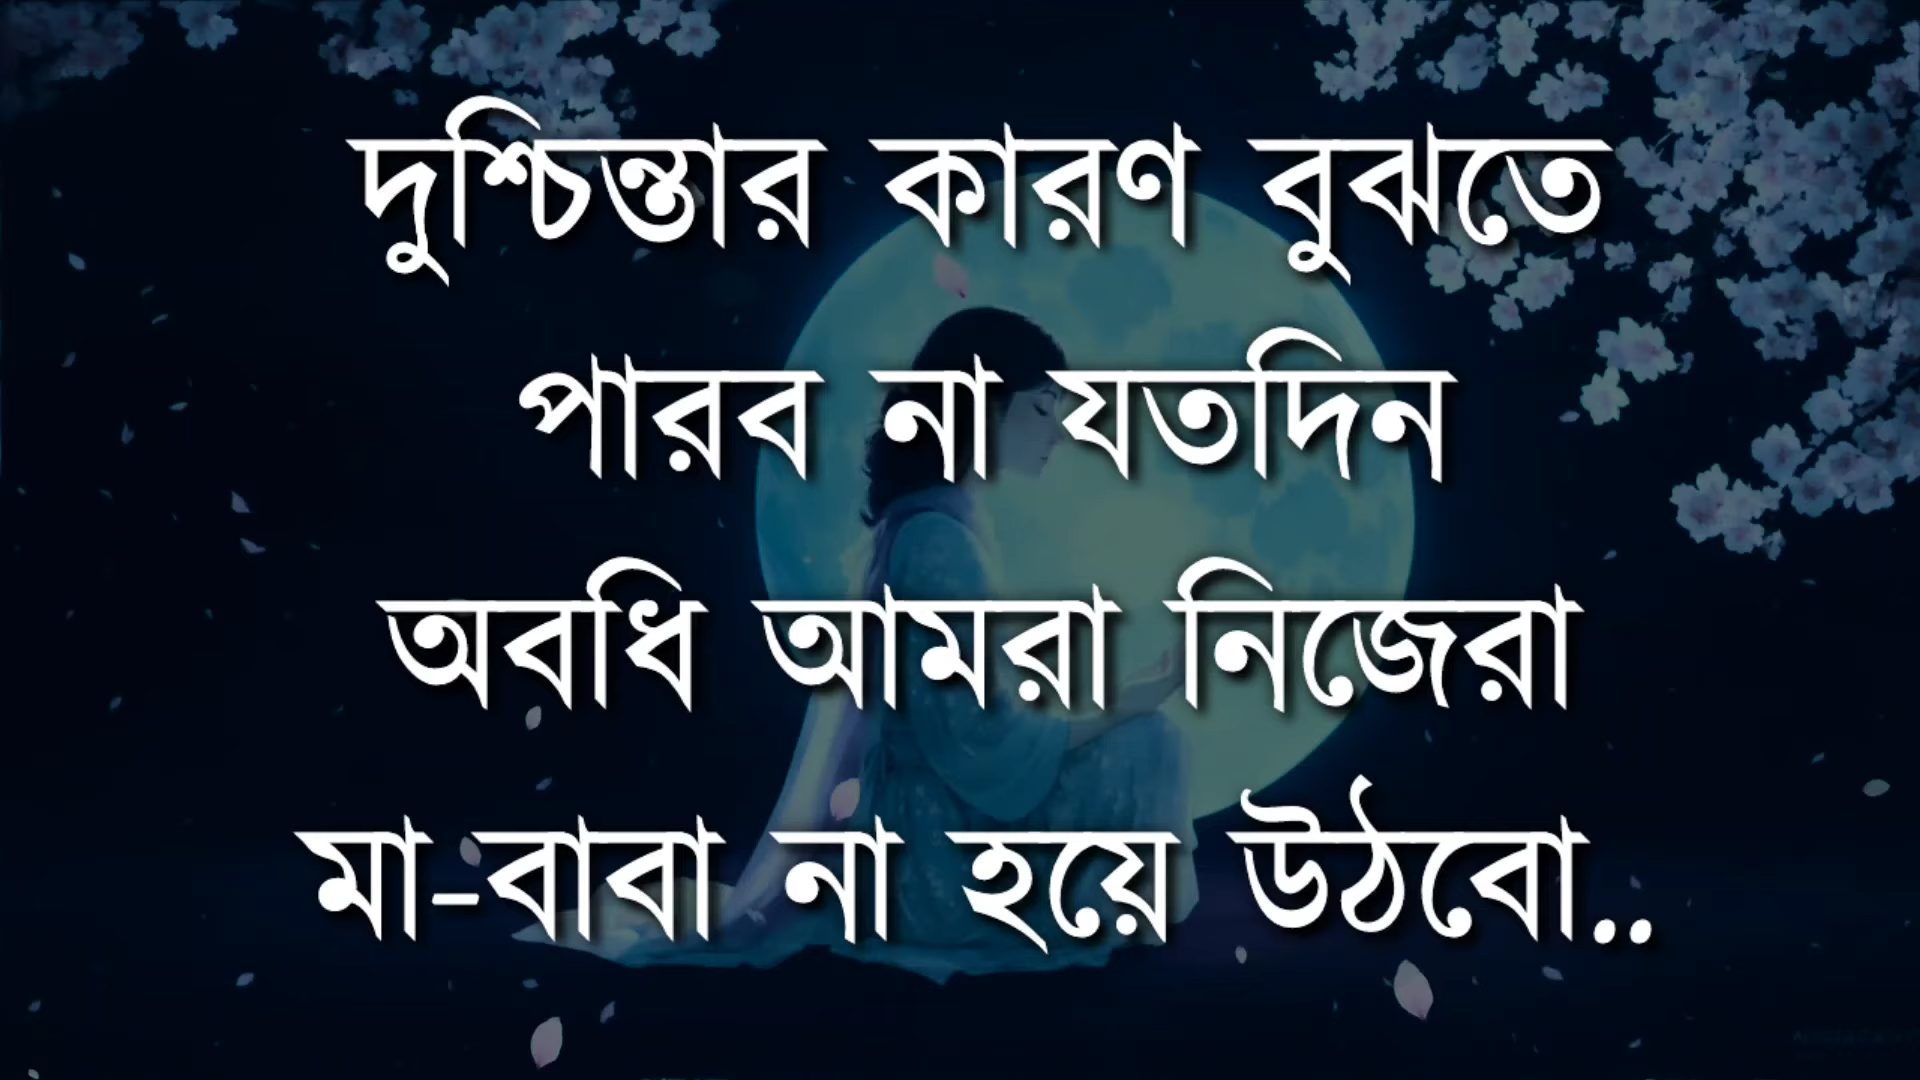 দুশ্চিন্তার কারণ বুঝতে
পারব না যতদিন
অবধি আমরা নিজেরা
মা-বাবা না হয়ে উঠবো..